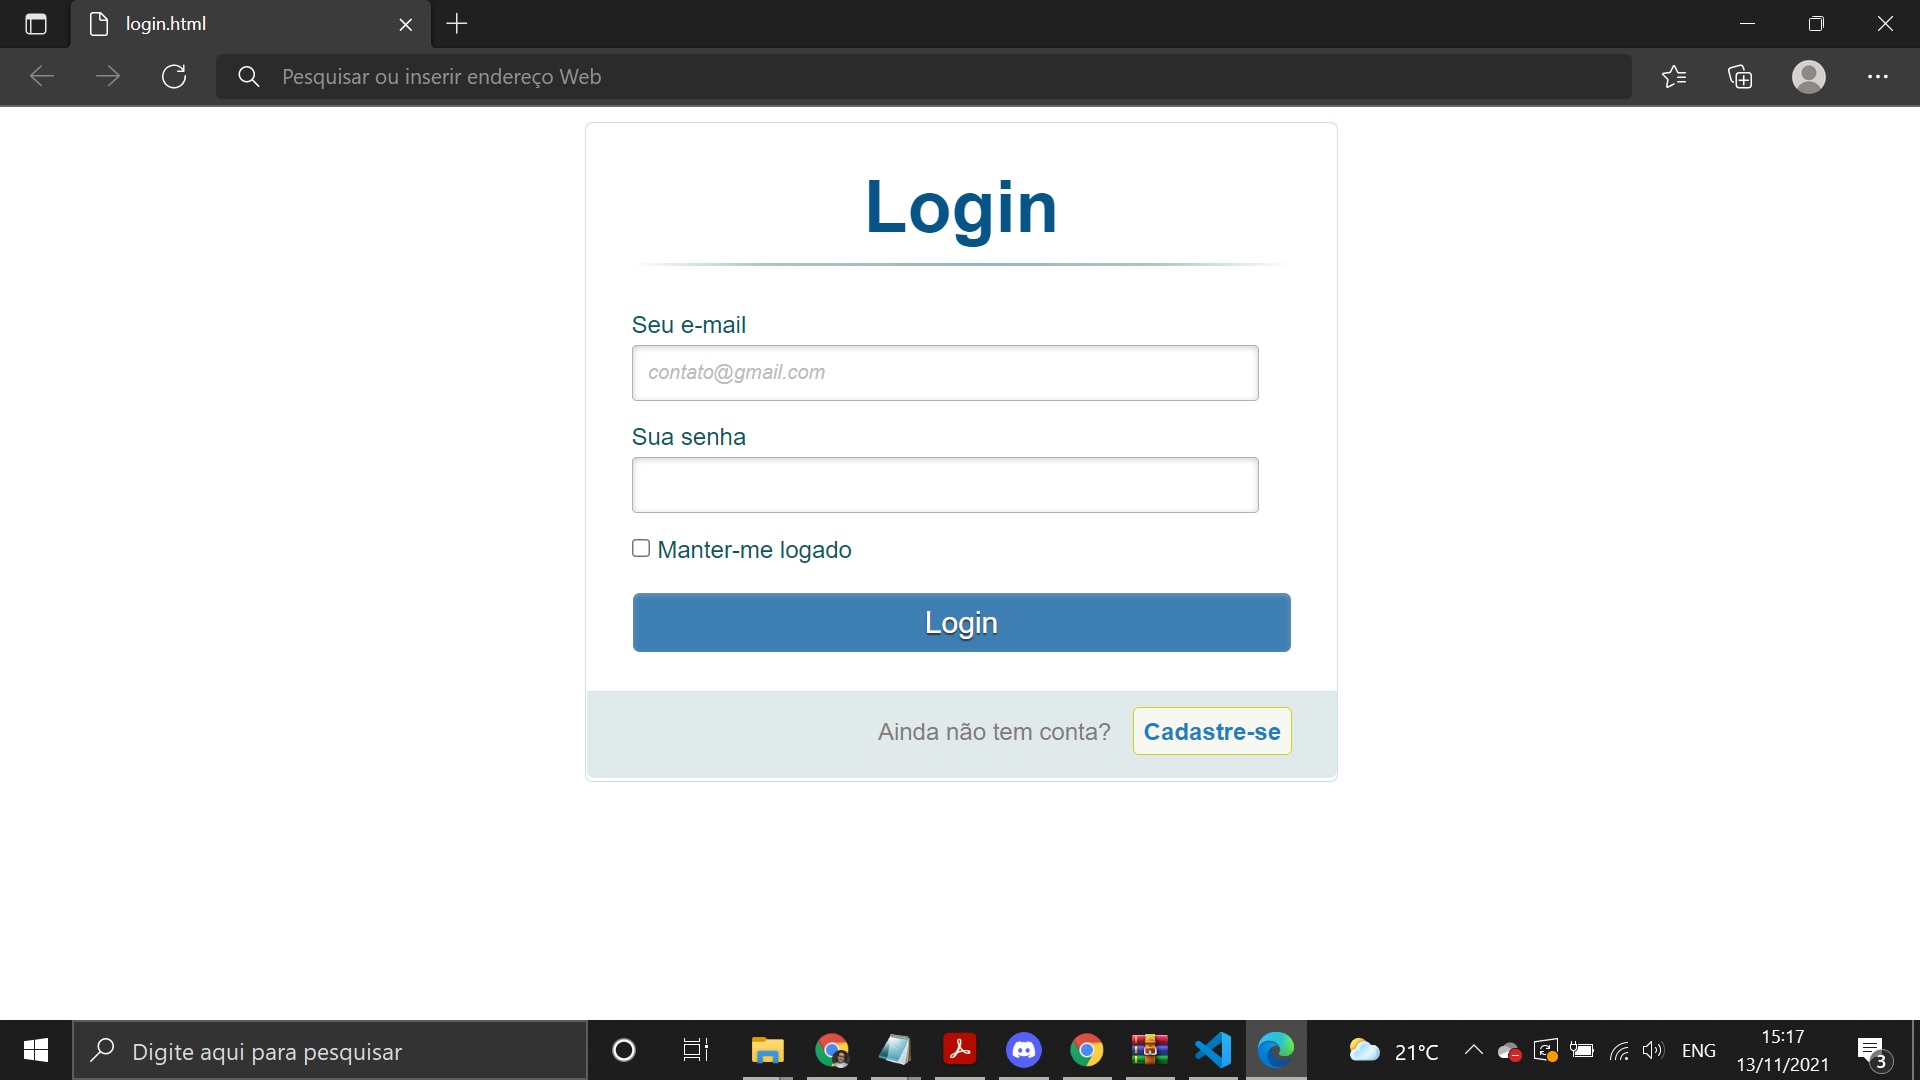 login.html
Pesquisar ou inserir endereço Web
Login
Seu e-mail
contato@gmail.com
Sua senha
Manter-me logado
Login
Ainda não tem conta? Cadastre-se
Digite aqui para pesquisar
21°C
ENG
15:17
13/11/2021
3